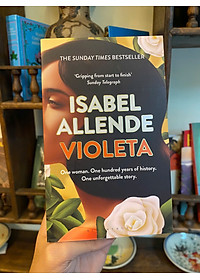 THE SUNDAY TIMES BESTSELLER
'Gripping from start to finish'
Sunday Telegraph
ISABEL
ALLENDE
VIOLETA
One woman. One hundred years of history.
One unforgettable story.